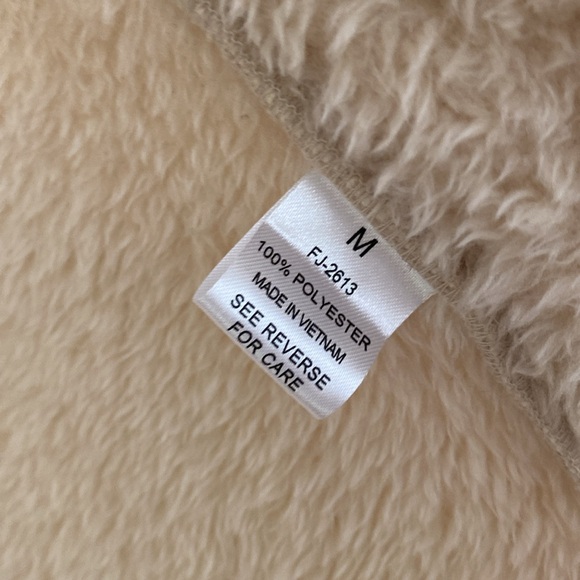 M
FJ-2613
100% POLYESTER
MADE IN VIETNAM
SEE REVERSE
FOR CARE